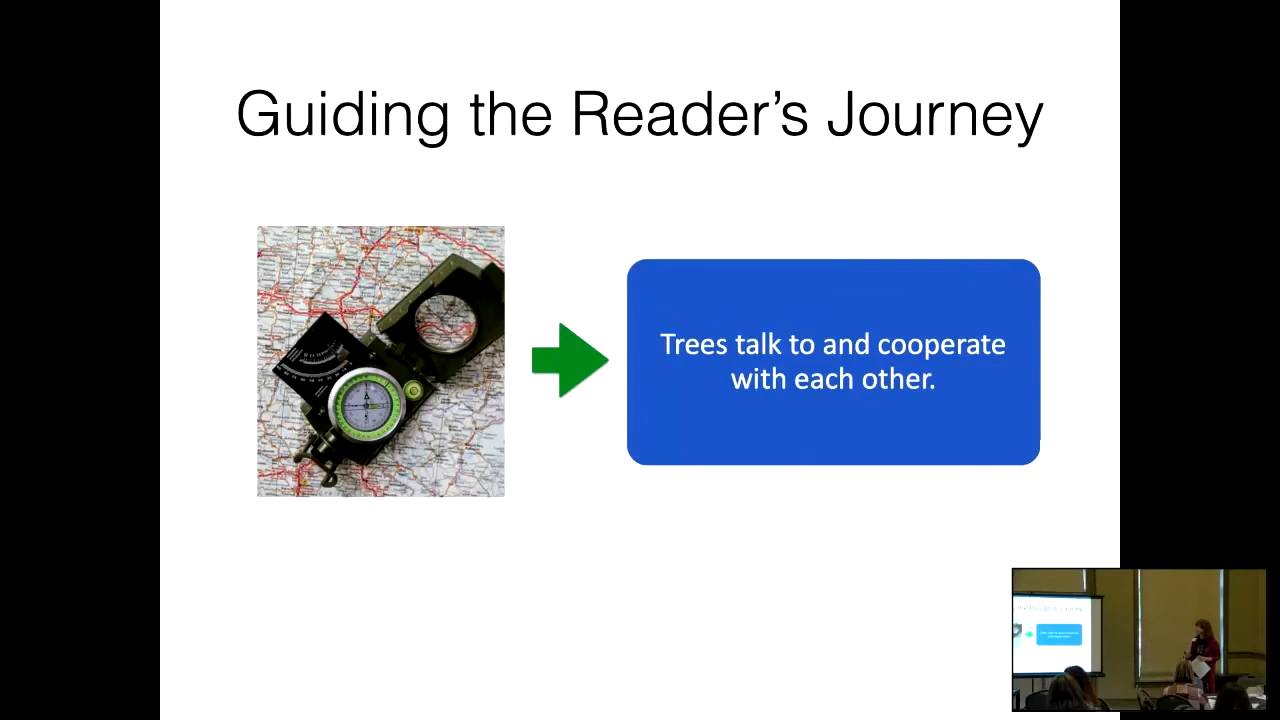 Guiding the Reader’s Journey
Trees talk to and cooperate
with each other.